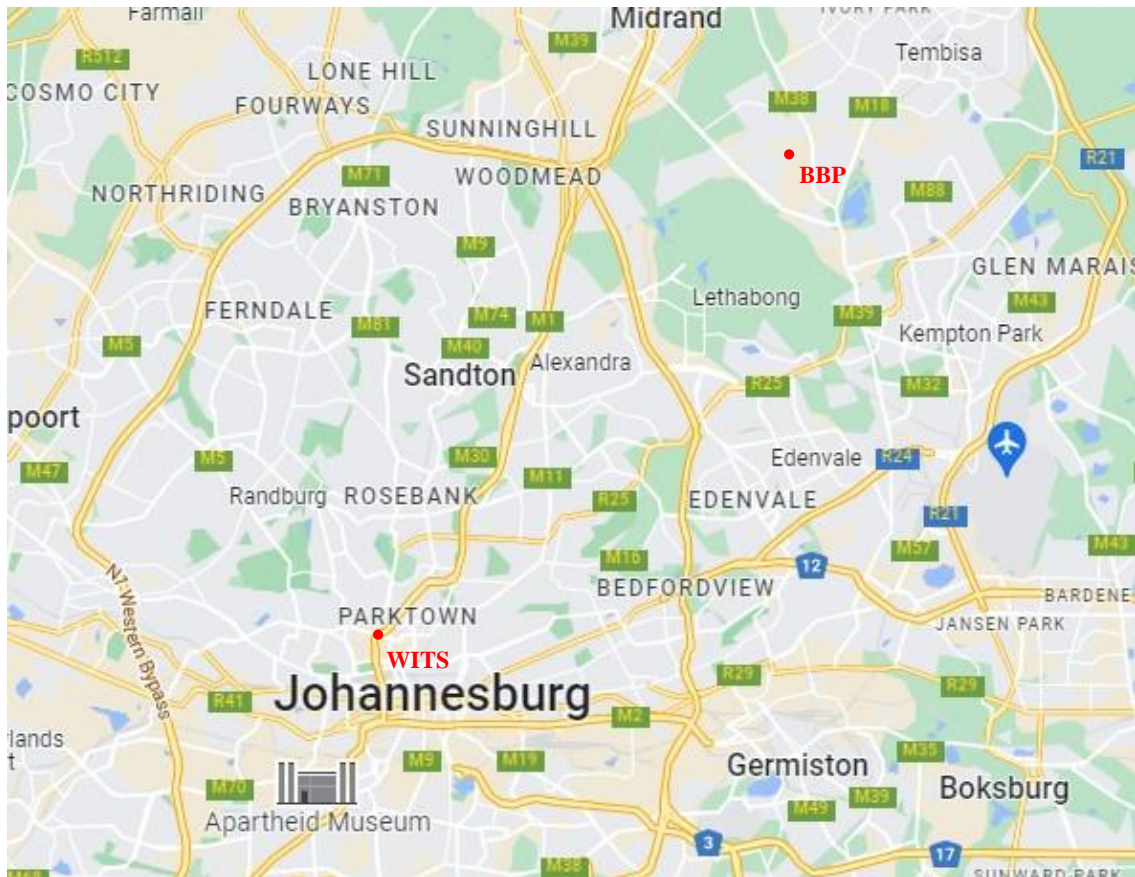 Farmall
Midrand
IVORY PARK
M39
Tembisa
R512
LONE HILL
COSMO CITY
FOURWAYS
M38
M18
SUNNINGHILL
R21
BBP
M71
WOODMEAD
NORTHRIDING
M88
BRYANSTON
M9
GLEN MARAIS
Lethabong
M43
FERNDALE
M74
M1
M39
M81
Kempton Park
M5
M40
Alexandra
Sandton
R25
M32
poort
M30
M5
Edenvale
R24
M47
M11
Randburg
ROSEBANK
R25
EDENVALE
R21
M16
M57
M43
12
BEDFORDVIEW
N7-Western Bypass
BARDENE
PARKTOWN
JANSEN PARK
WITS
R29
R29
Johannesburg
R41
M2
rlands
t
M9
M19
M35
Germiston
M70
Boksburg
M39
M49
Apartheid Museum
3
17
M38
M68
SUNWARD PARK